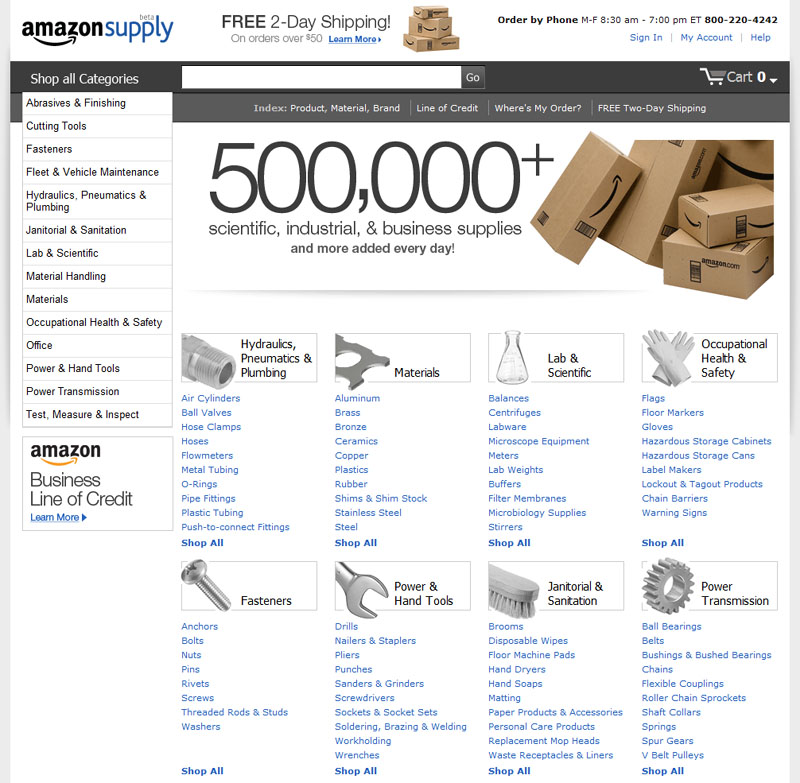 amazonsupply beta
FREE 2-Day Shipping!
On orders over $50 Learn More
Order by Phone M-F 8:30 am - 7:00 pm ET 800-220-4242
Sign In | My Account | Help
Shop all Categories
Go
Cart 0
Index: Product, Material, Brand | Line of Credit | Where's My Order? | FREE Two-Day Shipping
Abrasives & Finishing
Cutting Tools
Fasteners
Fleet & Vehicle Maintenance
Hydraulics, Pneumatics &
Plumbing
Janitorial & Sanitation
Lab & Scientific
Material Handling
Materials
Occupational Health & Safety
Office
Power & Hand Tools
Power Transmission
Test, Measure & Inspect
amazon
Business
Line of Credit
Learn More
500,000+
scientific, industrial, & business supplies
and more added every day!
amazon.com
amazon.com
Hydraulics,
Pneumatics &
Plumbing
Air Cylinders
Ball Valves
Hose Clamps
Hoses
Flowmeters
Metal Tubing
O-Rings
Pipe Fittings
Plastic Tubing
Push-to-connect Fittings
Shop All
Materials
Aluminum
Brass
Bronze
Ceramics
Copper
Plastics
Rubber
Shims & Shim Stock
Stainless Steel
Steel
Shop All
Lab &
Scientific
Balances
Centrifuges
Labware
Microscope Equipment
Meters
Lab Weights
Buffers
Filter Membranes
Microbiology Supplies
Stirrers
Shop All
Occupational
Health &
Safety
Flags
Floor Markers
Gloves
Hazardous Storage Cabinets
Hazardous Storage Cans
Label Makers
Lockout & Tagout Products
Chain Barriers
Warning Signs
Shop All
Fasteners
Anchors
Bolts
Nuts
Pins
Rivets
Screws
Threaded Rods & Studs
Washers
Shop All
Power &
Hand Tools
Drills
Nailers & Staplers
Pliers
Punches
Sanders & Grinders
Screwdrivers
Sockets & Socket Sets
Soldering, Brazing & Welding
Workholding
Wrenches
Shop All
Janitorial &
Sanitation
Brooms
Disposable Wipes
Floor Machine Pads
Hand Dryers
Hand Soaps
Matting
Paper Products & Accessories
Personal Care Products
Replacement Mop Heads
Waste Receptacles & Liners
Shop All
Power
Transmission
Ball Bearings
Belts
Bushings & Bushed Bearings
Chains
Flexible Couplings
Roller Chain Sprockets
Shaft Collars
Springs
Spur Gears
V Belt Pulleys
Shop All